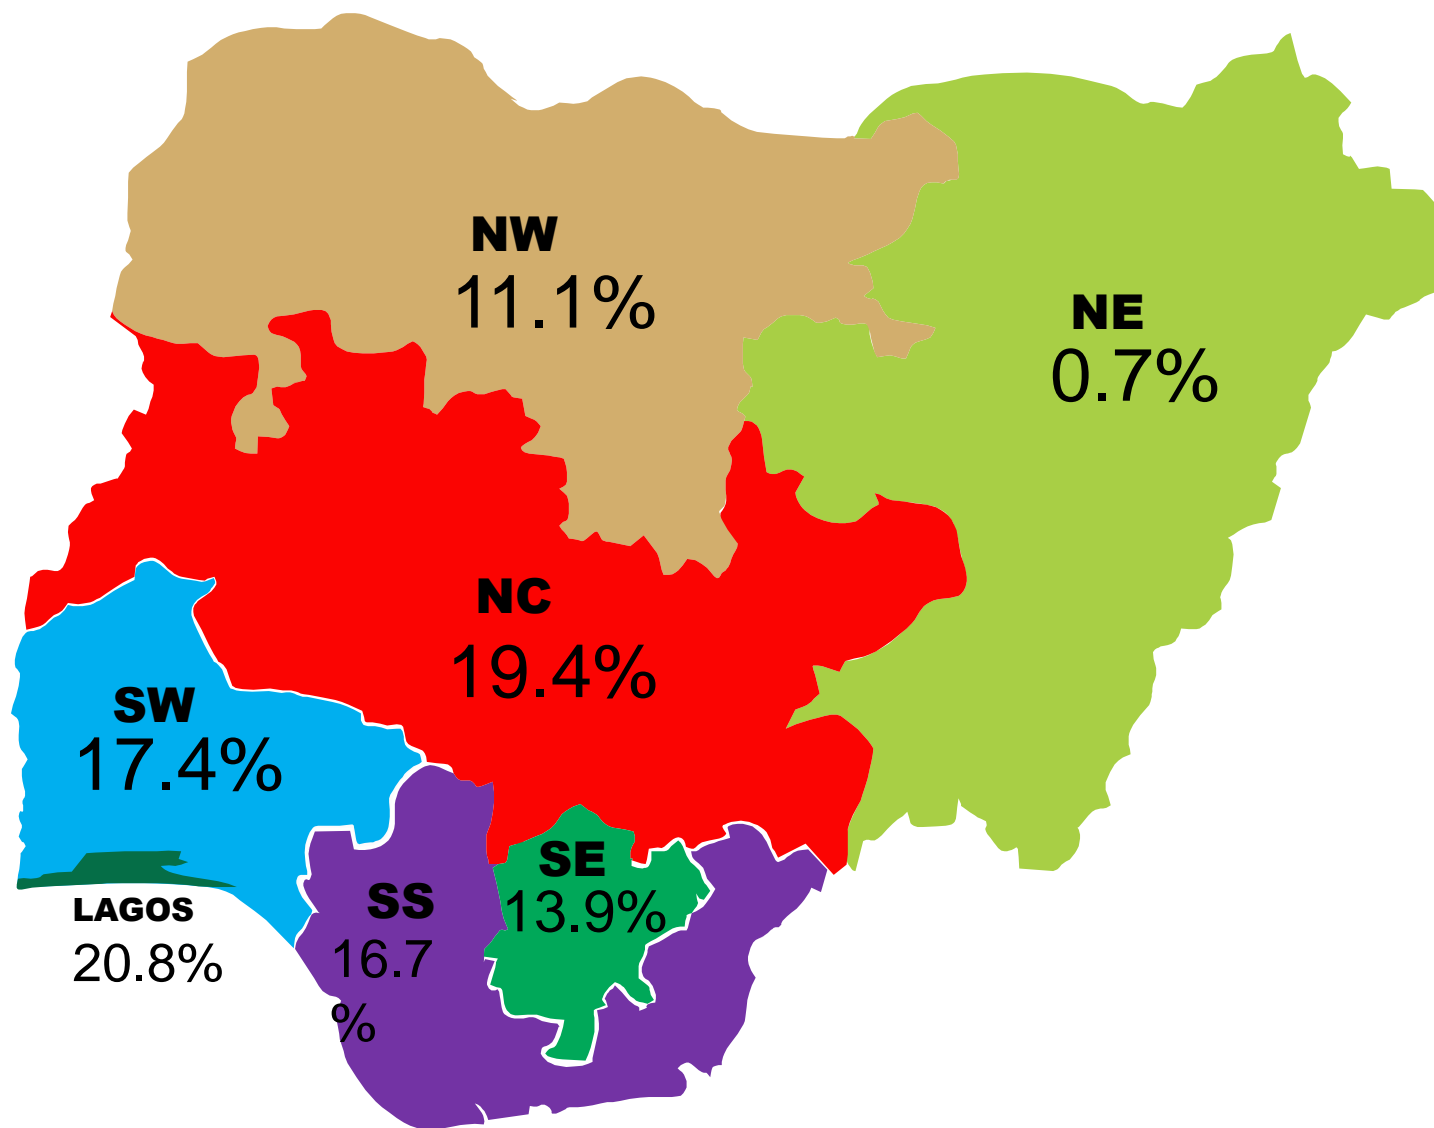 NW
11.1%
NE
0.7%
NC
19.4%
SW
17.4%
SE
13.9%
SS
16.7
%
LAGOS
20.8%